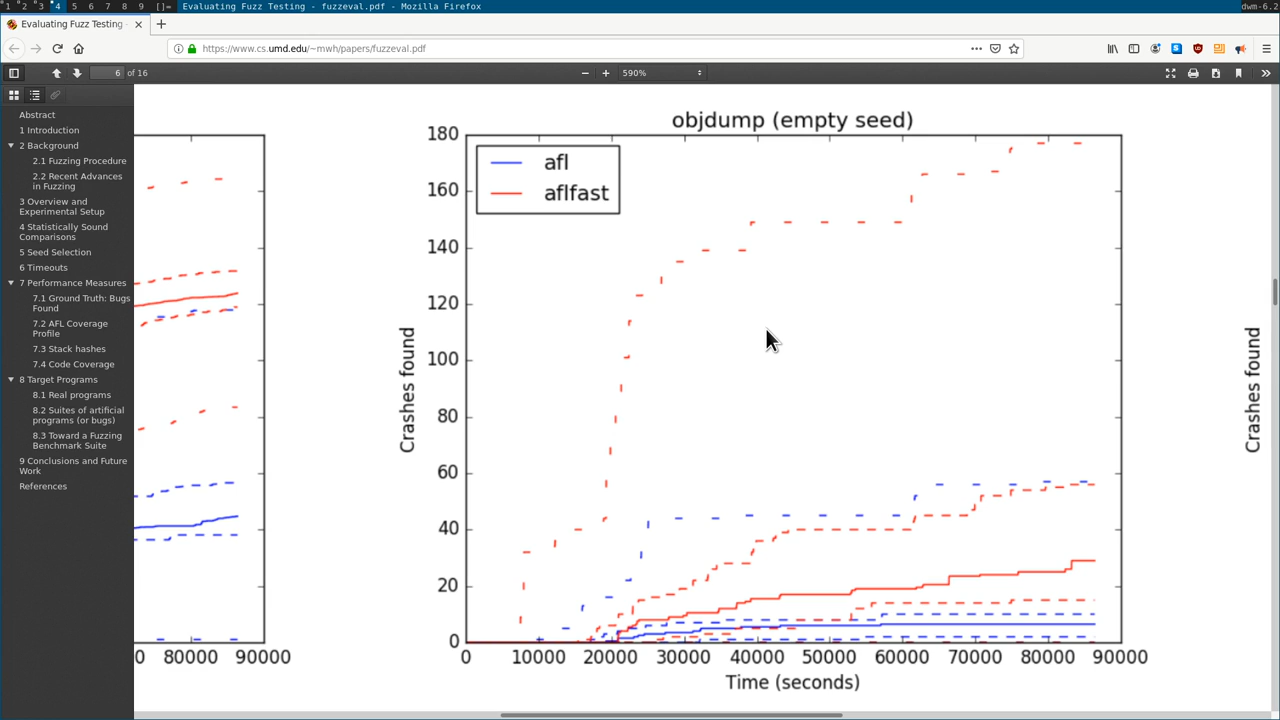 1 2 3 4 5 6 7 8 9 []= Evaluating Fuzz Testing - fuzzeval.pdf - Mozilla Firefox dwm-6.2
Evaluating Fuzz Testing
https://www.cs.umd.edu/~mwh/papers/fuzzeval.pdf
6 of 16 590%
Abstract
1 Introduction
2 Background
2.1 Fuzzing Procedure
2.2 Recent Advances
in Fuzzing
3 Overview and
Experimental Setup
4 Statistically Sound
Comparisons
5 Seed Selection
6 Timeouts
7 Performance Measures
7.1 Ground Truth: Bugs
Found
7.2 AFL Coverage
Profile
7.3 Stack hashes
7.4 Code Coverage
8 Target Programs
8.1 Real programs
8.2 Suites of artificial
programs (or bugs)
8.3 Toward a Fuzzing
Benchmark Suite
9 Conclusions and Future
Work
References
0 80000 90000
objdump (empty seed)
afl
aflfast
180
160
140
120
100
80
60
40
20
0
Crashes found
0 10000 20000 30000 40000 50000 60000 70000 80000 90000
Time (seconds)
Crashes found